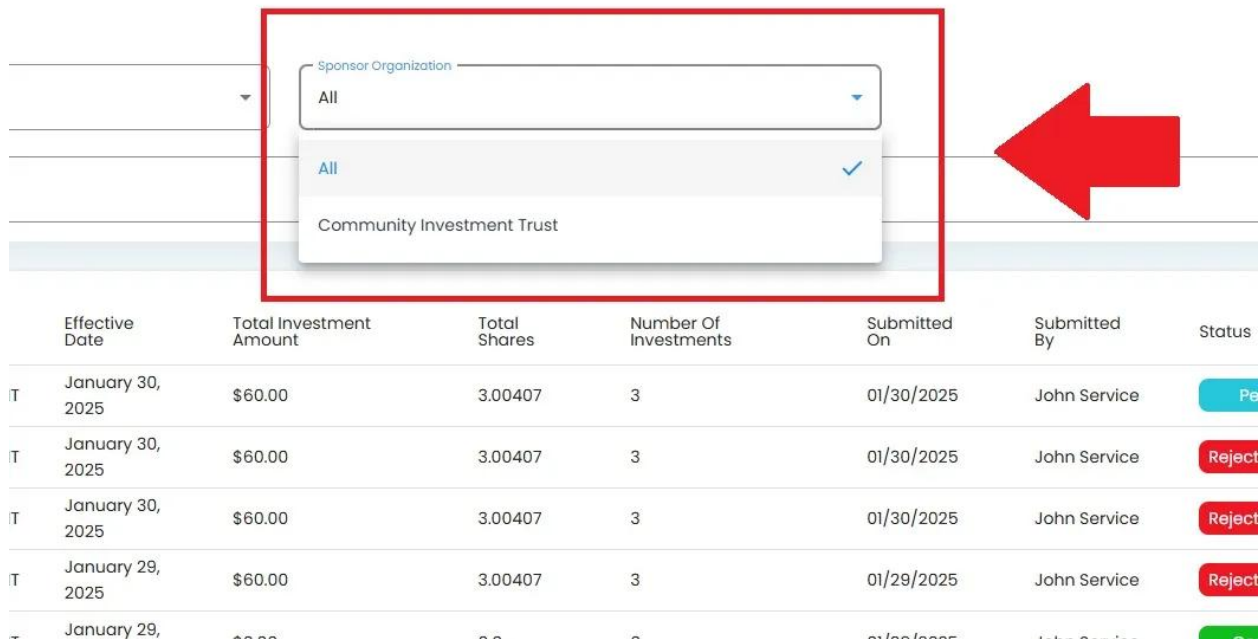 Sponsor Organization
All
All
Community Investment Trust
Effective Date Total Investment Amount Total Shares Number Of Investments Submitted On Submitted By Status
January 30, 2025 $60.00 3.00407 3 01/30/2025 John Service
January 30, 2025 $60.00 3.00407 3 01/30/2025 John Service Reject
January 30, 2025 $60.00 3.00407 3 01/30/2025 John Service Reject
January 29, 2025 $60.00 3.00407 3 01/29/2025 John Service Reject
January 29,